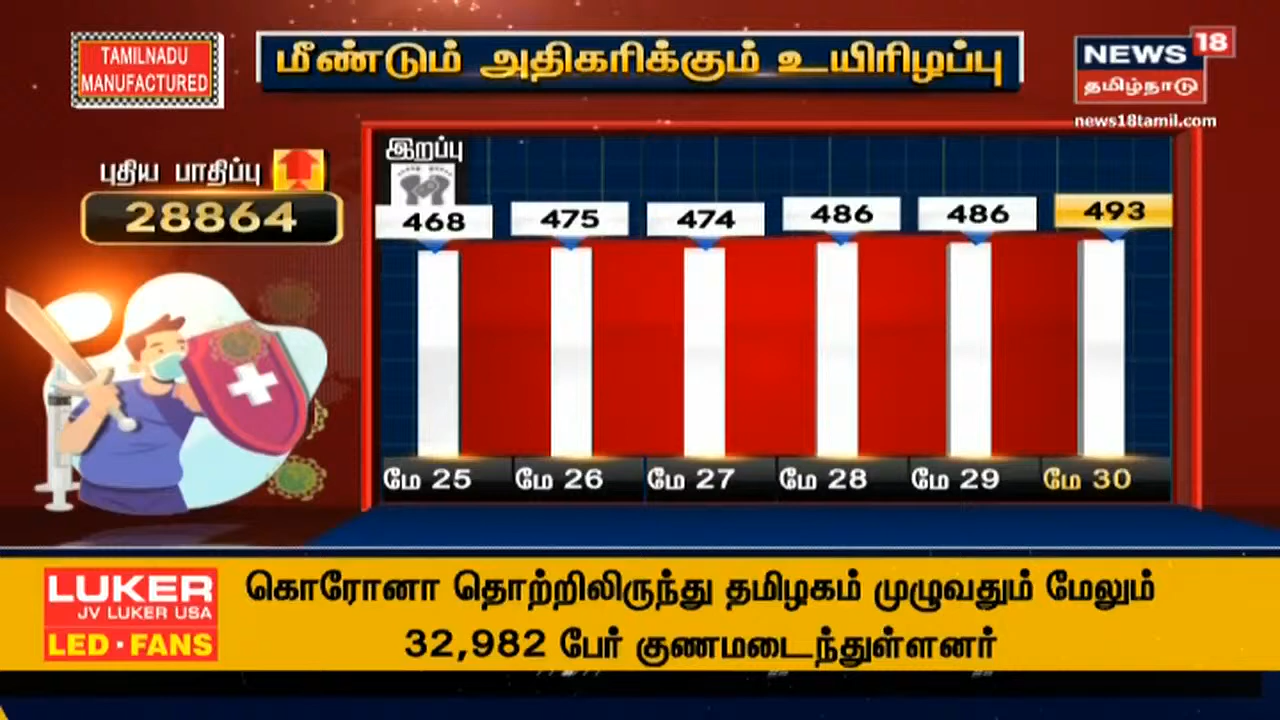 TAMILNADU
MANUFACTURED
மீண்டும் அதிகரிக்கும் உயிரிழப்பு
NEWS 18
தமிழ்நாடு
news18tamil.com
புதிய பாதிப்பு
28864
இறப்பு
468 475 474 486 486 493
மே 25 மே 26 மே 27 மே 28 மே 29 மே 30
LUKER
JV LUKER USA
LED · FANS
கொரோனா தொற்றிலிருந்து தமிழகம் முழுவதும் மேலும்
32,982 பேர் குணமடைந்துள்ளனர்